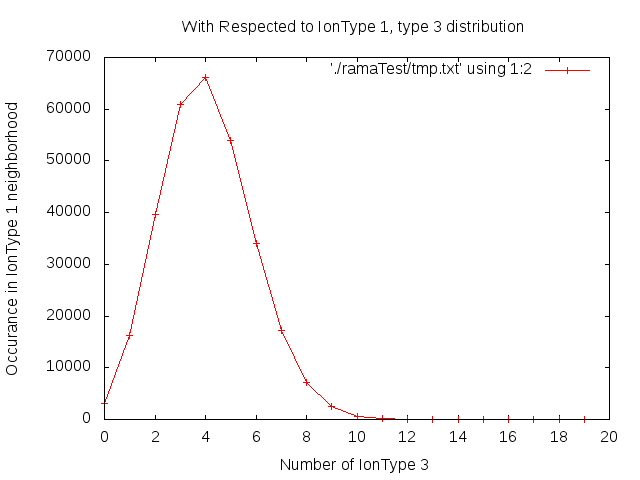 With Respected to IonType 1, type 3 distribution
'./ramaTest/tmp.txt' using 1:2
70000
60000
50000
40000
30000
20000
10000
0
Occurance in IonType 1 neighborhood
0 2 4 6 8 10 12 14 16 18 20
Number of IonType 3